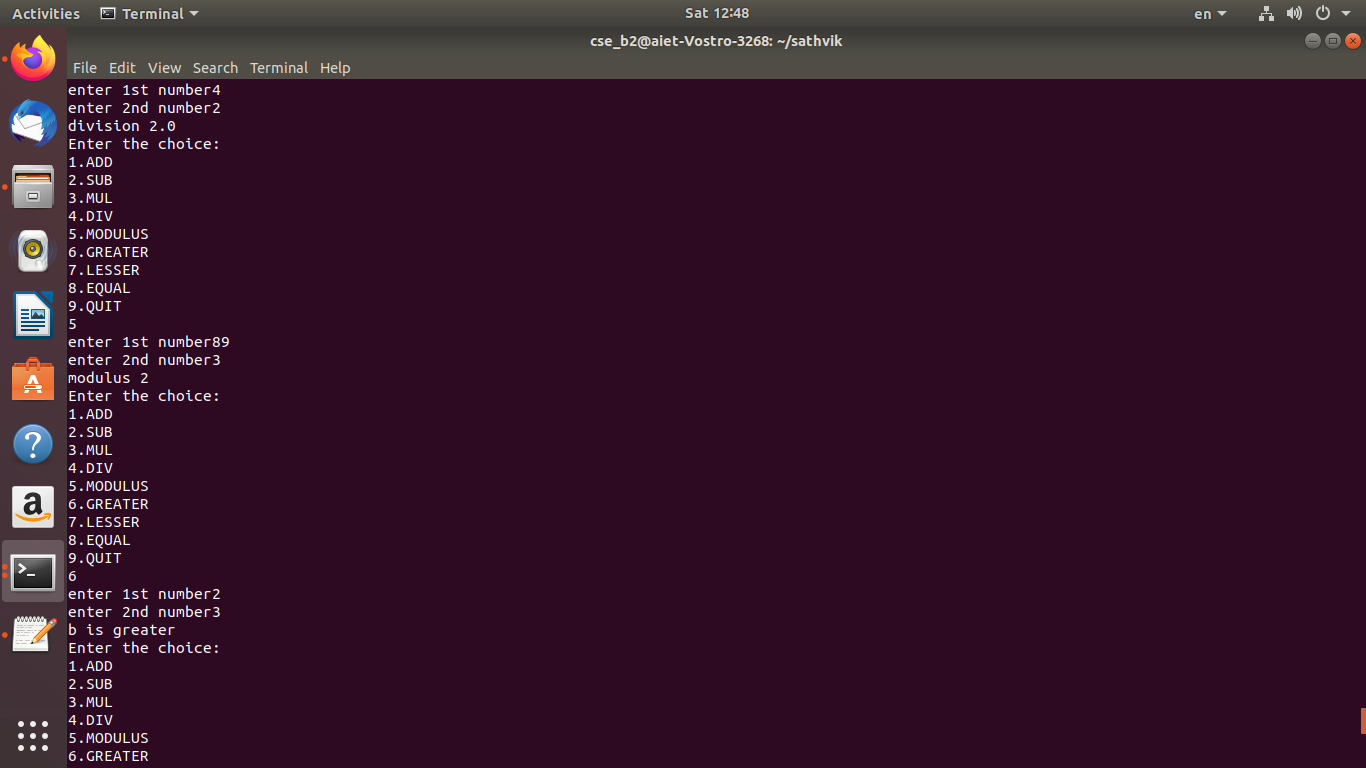 Activities Terminal Sat 12:48 en
cse_b2@aiet-Vostro-3268: ~/sathvik
File Edit View Search Terminal Help
enter 1st number4
enter 2nd number2
division 2.0
Enter the choice:
1.ADD
2.SUB
3.MUL
4.DIV
5.MODULUS
6.GREATER
7.LESSER
8.EQUAL
9.QUIT
5
enter 1st number89
enter 2nd number3
modulus 2
Enter the choice:
1.ADD
2.SUB
3.MUL
4.DIV
5.MODULUS
6.GREATER
7.LESSER
8.EQUAL
9.QUIT
6
enter 1st number2
enter 2nd number3
b is greater
Enter the choice:
1.ADD
2.SUB
3.MUL
4.DIV
5.MODULUS
6.GREATER